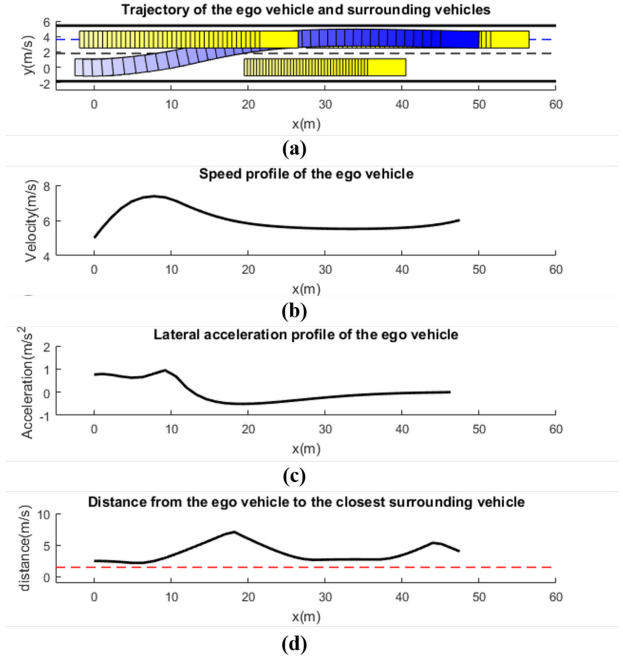 Trajectory of the ego vehicle and surrounding vehicles
y(m/s)
6
4
2
0
-2
0 10 20 30 40 50 60
x(m)
(a)
Speed profile of the ego vehicle
Velocity(m/s)
8
6
4
0 10 20 30 40 50 60
x(m)
(b)
Lateral acceleration profile of the ego vehicle
Acceleration(m/s²
2
1
0
-1
0 10 20 30 40 50 60
x(m)
(c)
Distance from the ego vehicle to the closest surrounding vehicle
distance(m/s)
10
5
0
0 10 20 30 40 50 60
x(m)
(d)